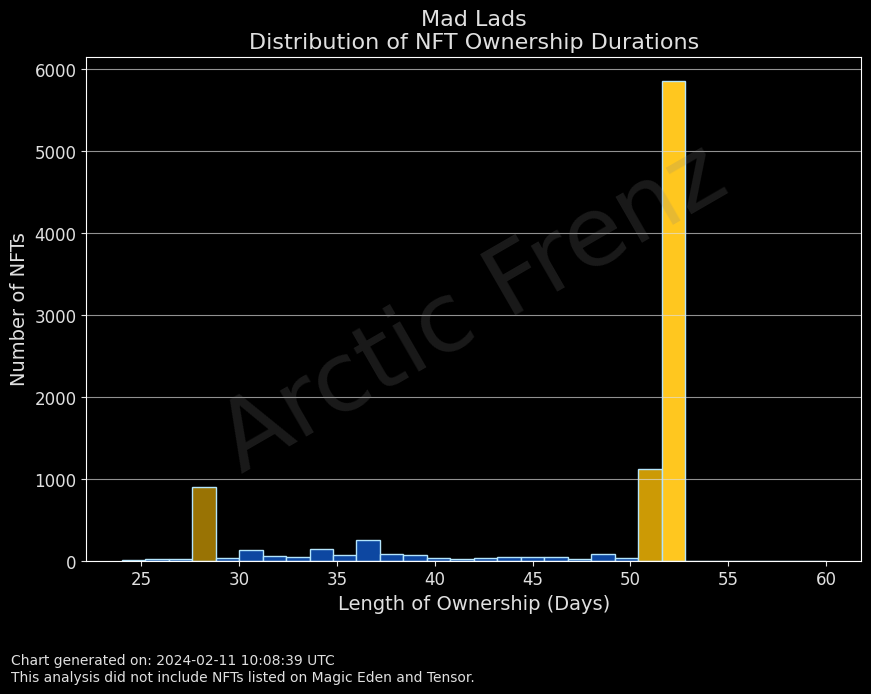 Mad Lads
Distribution of NFT Ownership Durations
6000
5000
4000
3000
2000
1000
0
Number of NFTs
Arctic Frenz
25 30 35 40 45 50 55 60
Length of Ownership (Days)
Chart generated on: 2024-02-11 10:08:39 UTC
This analysis did not include NFTs listed on Magic Eden and Tensor.